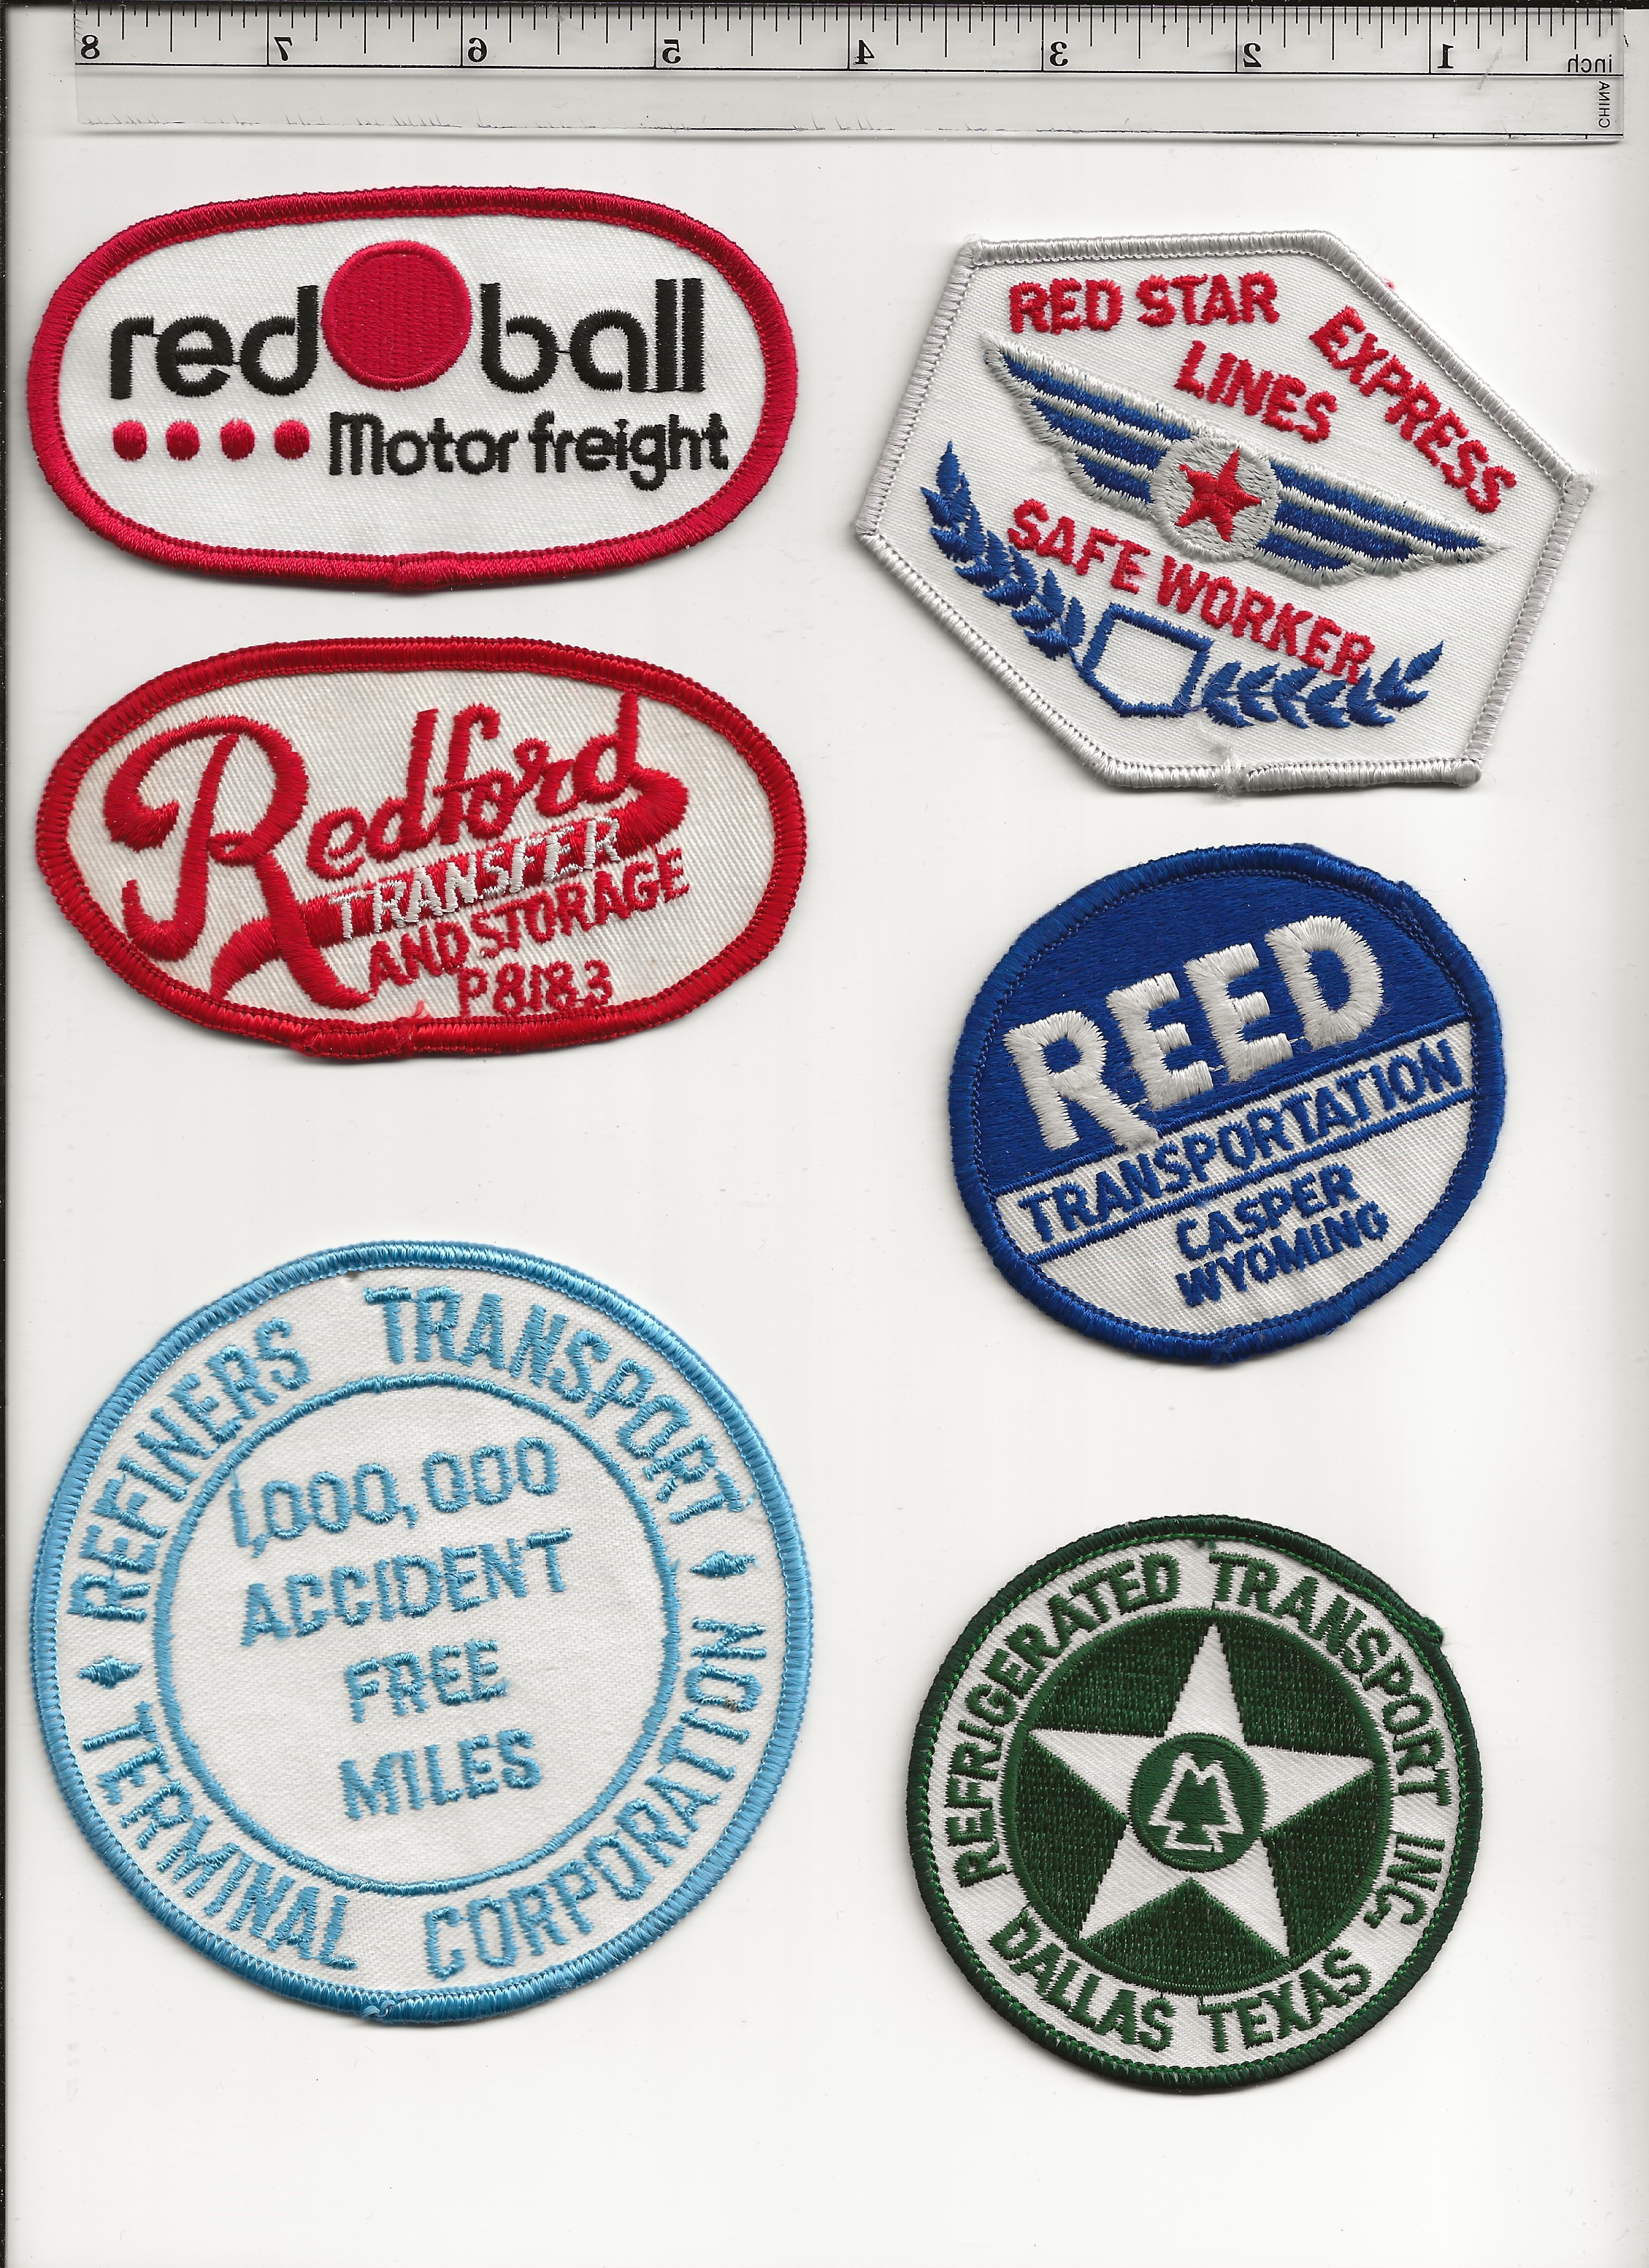 8 7 6 5 4 3 2 1 inch
CHINA
red ball
Motor freight
RED STAR EXPRESS
LINES
SAFE WORKER
Redford
TRANSFER
AND STORAGE
P8183
REED
TRANSPORTATION
CASPER
WYOMING
REFINERS TRANSPORT
1,000,000
ACCIDENT
FREE
MILES
TERMINAL CORPORATION
REFRIGERATED TRANSPORT INC.
DALLAS TEXAS